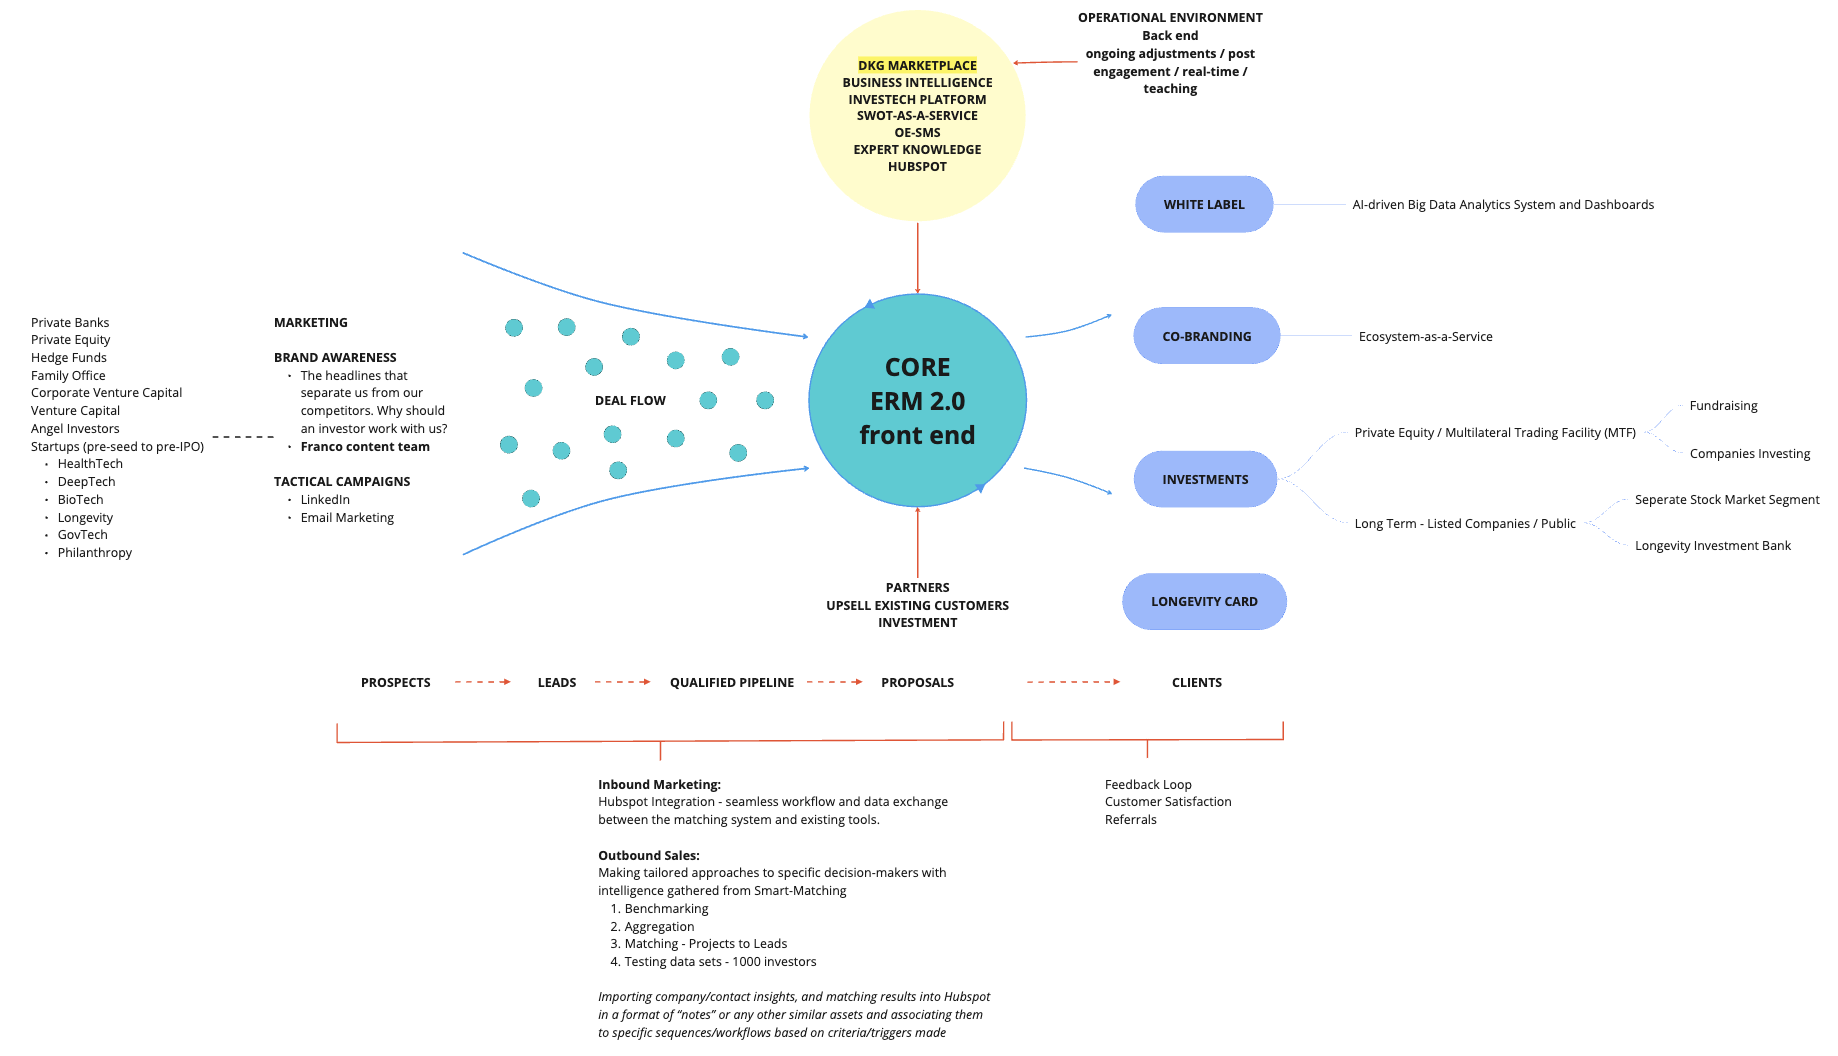 OPERATIONAL ENVIRONMENT
Back end
ongoing adjustments / post
engagement / real-time /
teaching
DKG MARKETPLACE
BUSINESS INTELLIGENCE
INVESTECH PLATFORM
SWOT-AS-A-SERVICE
OE-SMS
EXPERT KNOWLEDGE
HUBSPOT
Private Banks
Private Equity
Hedge Funds
Family Office
Corporate Venture Capital
Venture Capital
Angel Investors
Startups (pre-seed to pre-IPO)
• HealthTech
• DeepTech
• BioTech
• Longevity
• GovTech
• Philanthropy
MARKETING
BRAND AWARENESS
• The headlines that
separate us from our
competitors. Why should
an investor work with us?
• Franco content team
TACTICAL CAMPAIGNS
• LinkedIn
• Email Marketing
DEAL FLOW
CORE
ERM 2.0
front end
PARTNERS
UPSELL EXISTING CUSTOMERS
INVESTMENT
WHITE LABEL
AI-driven Big Data Analytics System and Dashboards
CO-BRANDING
Ecosystem-as-a-Service
INVESTMENTS
Private Equity / Multilateral Trading Facility (MTF)
Fundraising
Companies Investing
Long Term - Listed Companies / Public
Seperate Stock Market Segment
Longevity Investment Bank
LONGEVITY CARD
PROSPECTS
LEADS
QUALIFIED PIPELINE
PROPOSALS
CLIENTS
Inbound Marketing:
Hubspot Integration - seamless workflow and data exchange
between the matching system and existing tools.
Outbound Sales:
Making tailored approaches to specific decision-makers with
intelligence gathered from Smart-Matching
1. Benchmarking
2. Aggregation
3. Matching - Projects to Leads
4. Testing data sets - 1000 investors
Importing company/contact insights, and matching results into Hubspot
in a format of “notes” or any other similar assets and associating them
to specific sequences/workflows based on criteria/triggers made
Feedback Loop
Customer Satisfaction
Referrals